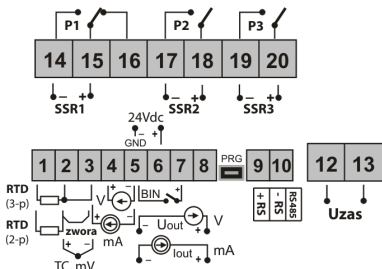 P1 P2 P3
14 15 16 17 18 19 20
– + – + – +
SSR1 SSR2 SSR3
24Vdc
– +
GND
1 2 3 4 5 6 7 8 PRG 9 10 12 13
RTD (3-p)
+ – V BIN
+ RS - RS RS485
Uzas
RTD (2-p)
zwora + – mA Uout V
– +
+ –
TC, mV
Iout mA
– +